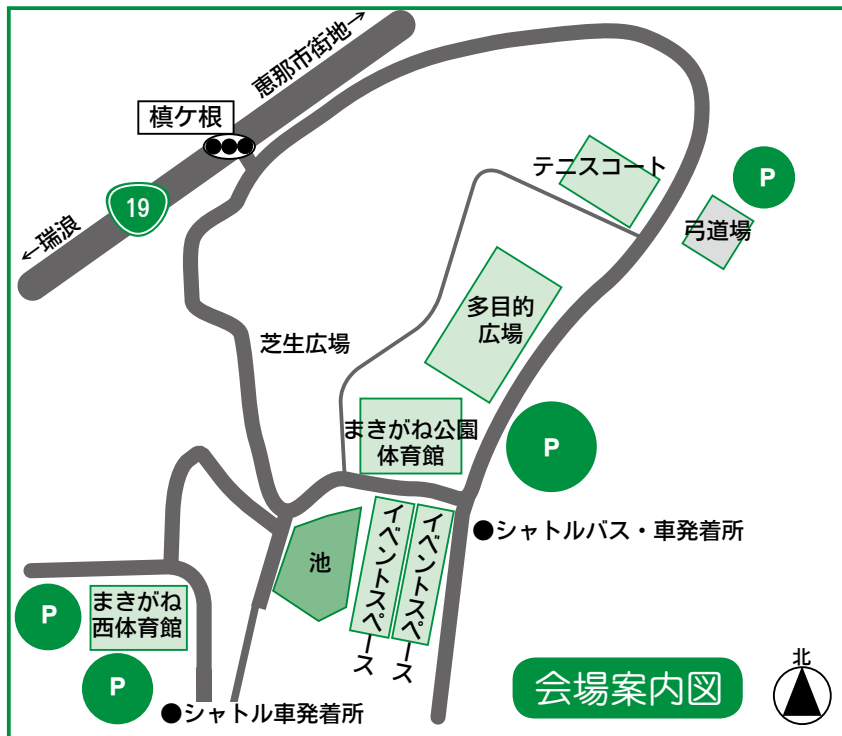 恵那市街地→
槙ケ根
19
←瑞浪
テニスコート
P
弓道場
多目的
広場
芝生広場
まきがね公園
体育館
P
イベントスペース
イベントスペース
●シャトルバス・車発着所
池
P
まきがね
西体育館
P
●シャトル車発着所
会場案内図
北